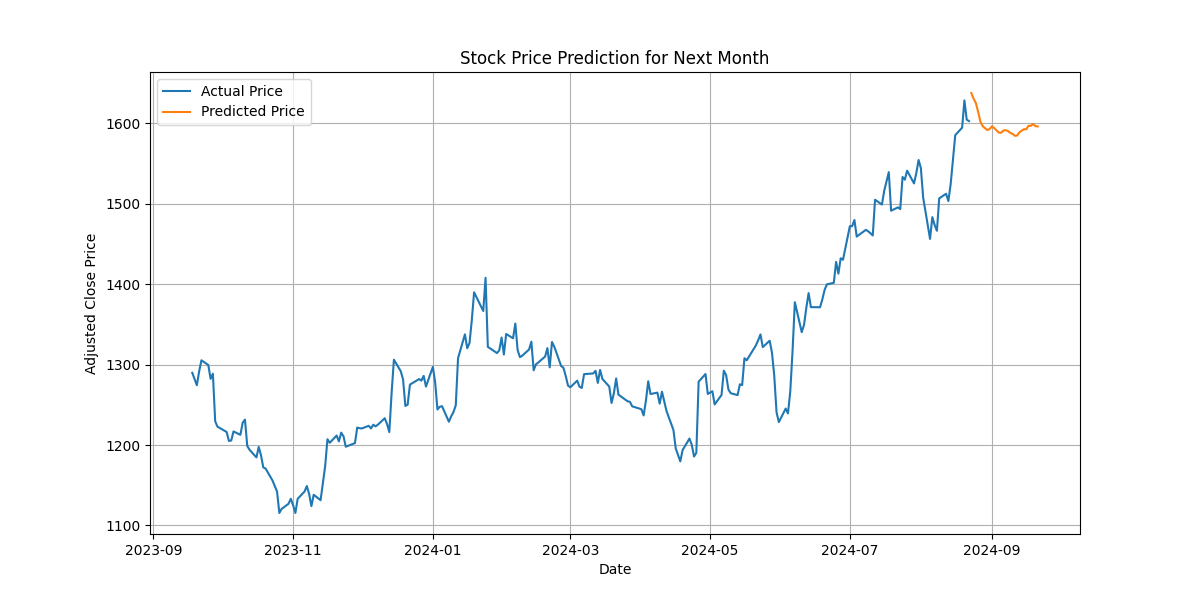 Stock Price Prediction for Next Month
Actual Price
Predicted Price
1600
1500
1400
1300
1200
1100
Adjusted Close Price
2023-09
2023-11
2024-01
2024-03
2024-05
2024-07
2024-09
Date